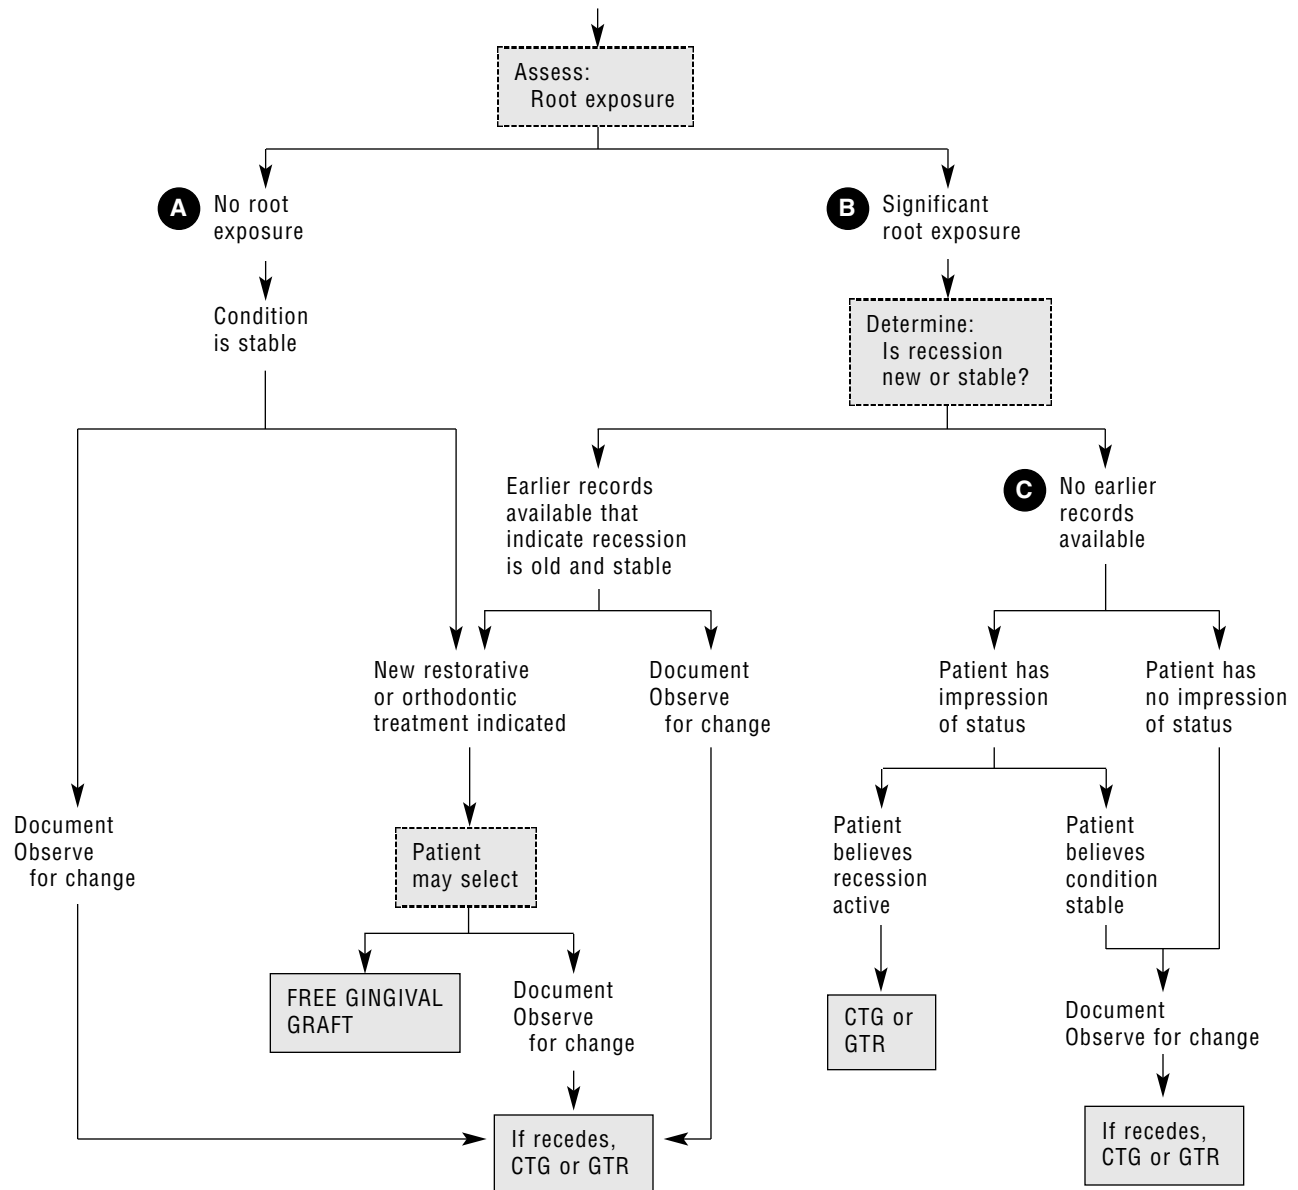 Assess:
Root exposure
A
No root
exposure
B
Significant
root exposure
Condition
is stable
Determine:
Is recession
new or stable?
Earlier records
available that
indicate recession
is old and stable
C
No earlier
records
available
New restorative
or orthodontic
treatment indicated
Document
Observe
for change
Patient has
impression
of status
Patient has
no impression
of status
Document
Observe
for change
Patient
may select
Patient
believes
recession
active
Patient
believes
condition
stable
FREE GINGIVAL
GRAFT
Document
Observe
for change
CTG or
GTR
Document
Observe for change
If recedes,
CTG or GTR
If recedes,
CTG or GTR